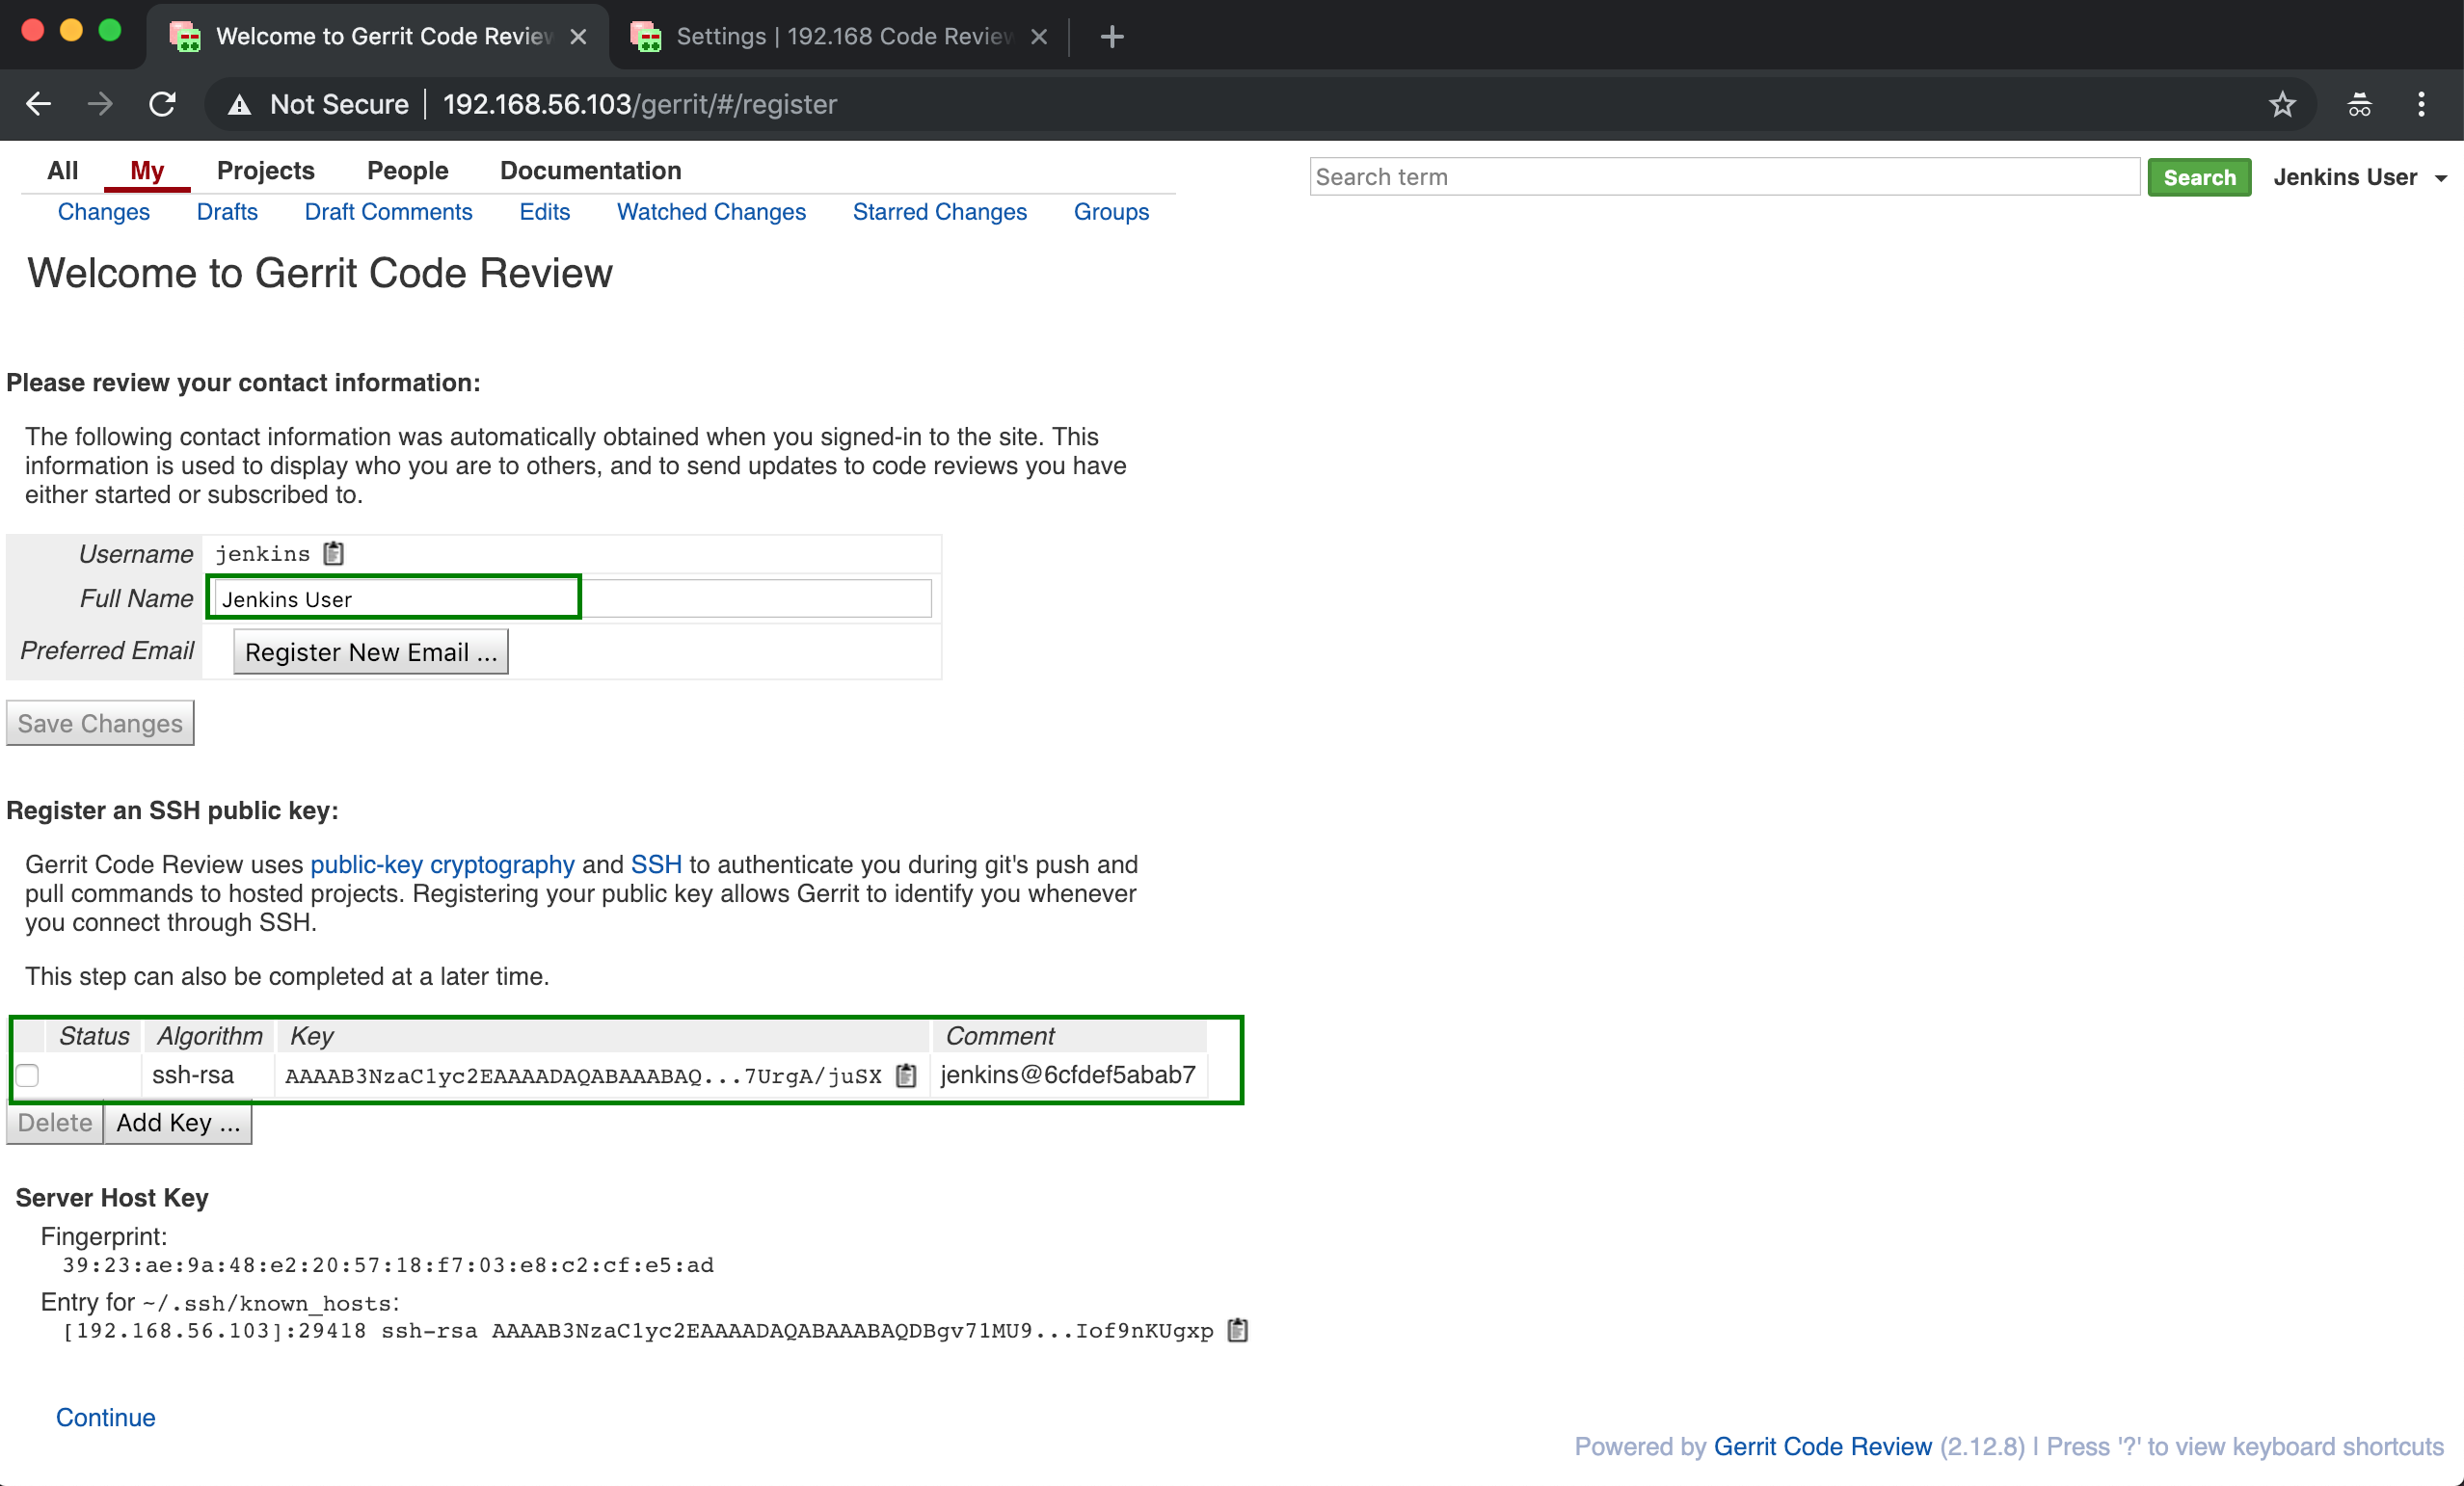 Welcome to Gerrit Code Review
Settings | 192.168 Code Review
Not Secure | 192.168.56.103/gerrit/#/register
All My Projects People Documentation
Search term Search Jenkins User
Changes Drafts Draft Comments Edits Watched Changes Starred Changes Groups
Welcome to Gerrit Code Review
Please review your contact information:
The following contact information was automatically obtained when you signed-in to the site. This
information is used to display who you are to others, and to send updates to code reviews you have
either started or subscribed to.
Username jenkins
Full Name Jenkins User
Preferred Email Register New Email ...
Save Changes
Register an SSH public key:
Gerrit Code Review uses public-key cryptography and SSH to authenticate you during git's push and
pull commands to hosted projects. Registering your public key allows Gerrit to identify you whenever
you connect through SSH.
This step can also be completed at a later time.
Status Algorithm Key Comment
ssh-rsa AAAAB3NzaC1yc2EAAAADAQABAAABAQ...7UrgA/juSX jenkins@6cfdef5abab7
Delete Add Key ...
Server Host Key
Fingerprint:
39:23:ae:9a:48:e2:20:57:18:f7:03:e8:c2:cf:e5:ad
Entry for ~/.ssh/known_hosts:
[192.168.56.103]:29418 ssh-rsa AAAAB3NzaC1yc2EAAAADAQABAAABAQDBgv71MU9...Iof9nKUgxp
Continue
Powered by Gerrit Code Review (2.12.8) | Press '?' to view keyboard shortcuts